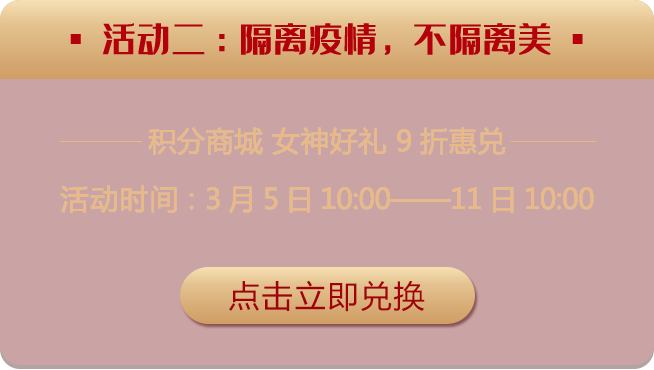 ▪ 活动二：隔离疫情，不隔离美 ▪
积分商城 女神好礼 9 折惠兑
活动时间：3 月 5 日 10:00——11 日 10:00
点击立即兑换